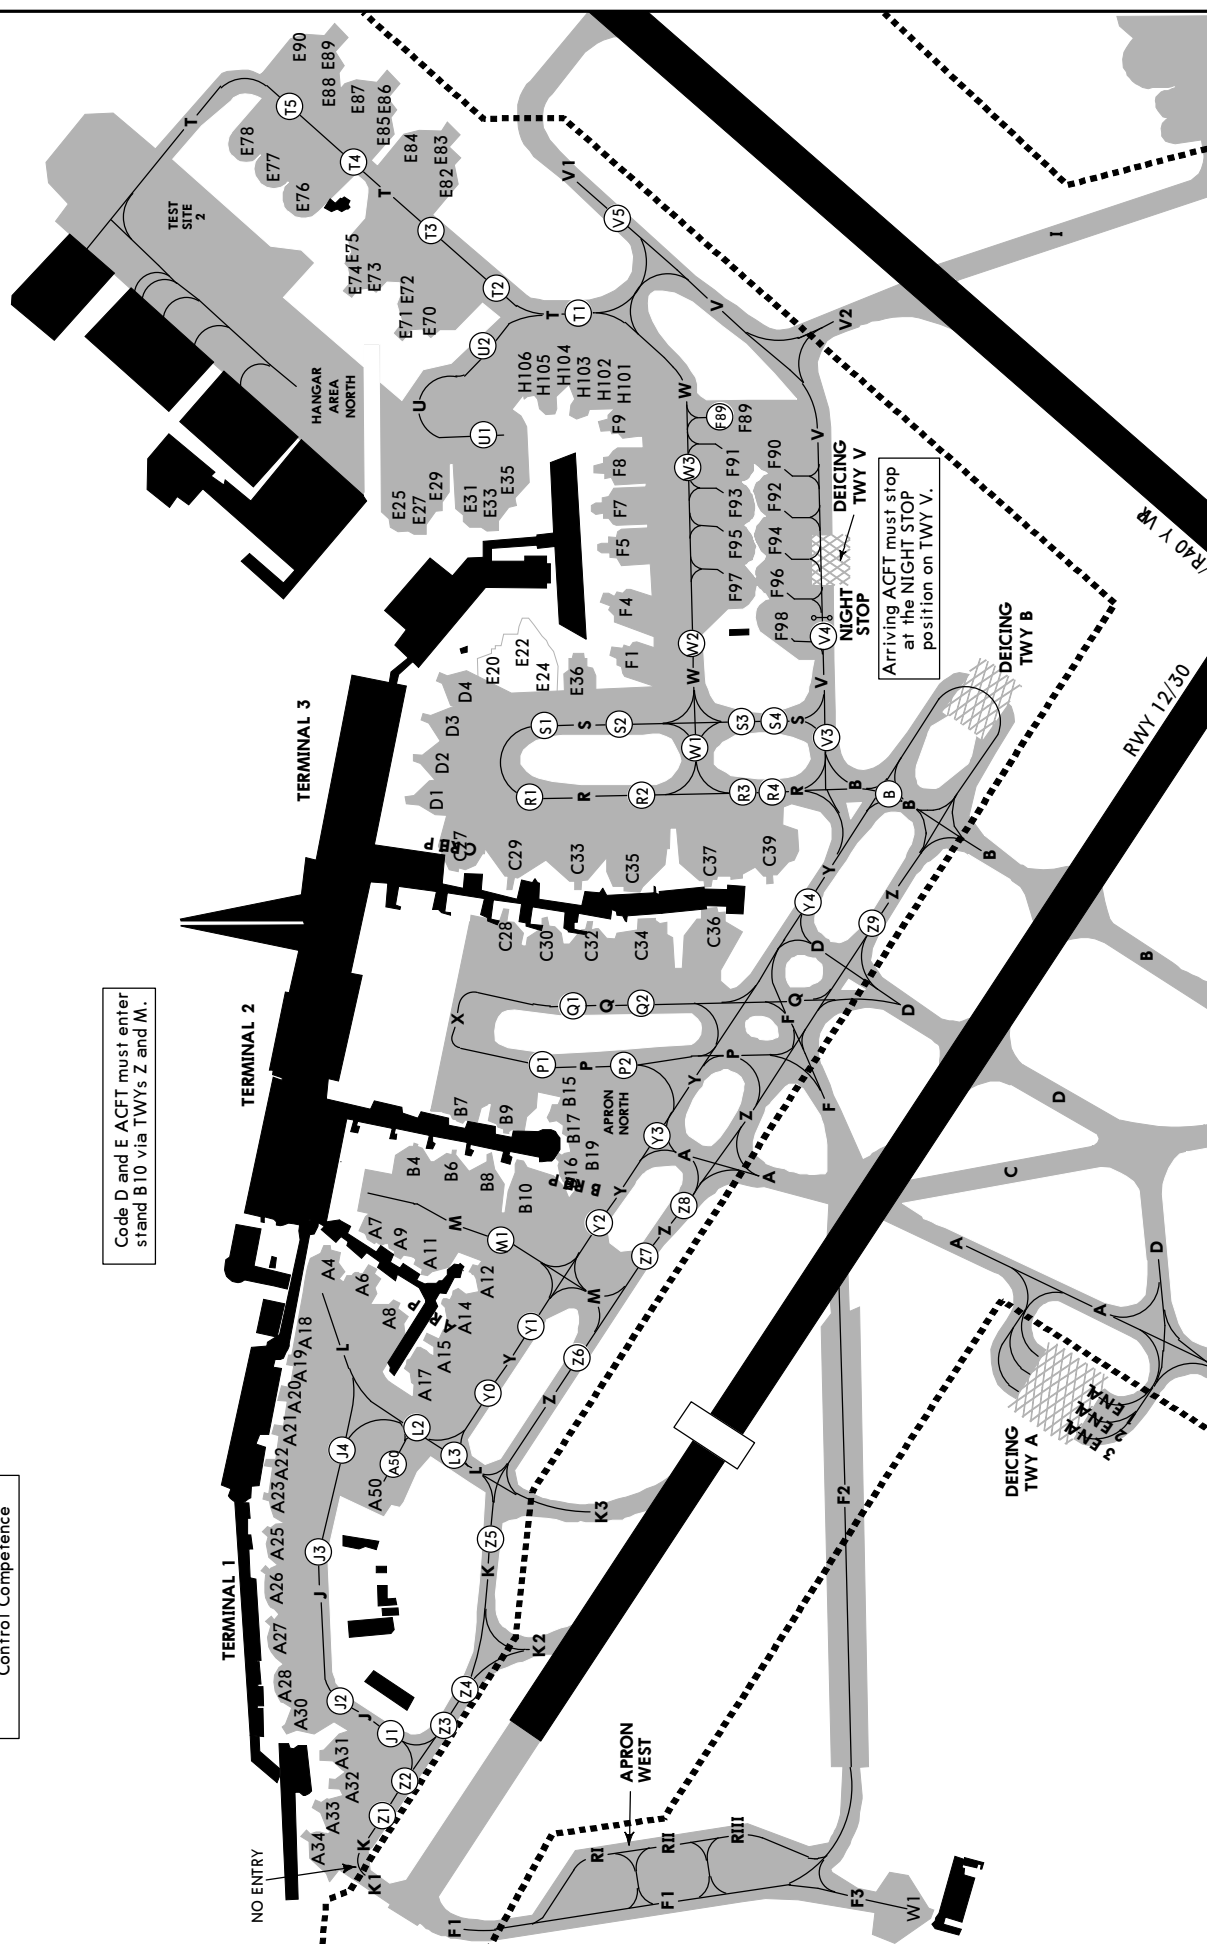 Control Competence
Code D and E ACFT must enter
stand B10 via TWYs Z and M.
TERMINAL 1
TERMINAL 2
TERMINAL 3
E90
E89
E88
E87
E86
E85
E84
E83
E82
E78
E77
E76
E75
E74
E73
E72
E71
E70
T
T5
T4
T
T3
T2
T
T1
TEST
SITE
2
HANGAR
AREA
NORTH
U
U2
U1
H106
H105
H104
H103
H102
H101
E25
E27
E29
E31
E33
E35
F9
F8
F7
F5
F4
F1
E20
E22
E24
E36
D4
D3
D2
D1
V1
V5
V
V2
I
W
W3
F89
F89
F91
F93
F95
F97
F90
F92
F94
F96
F98
V
DEICING
TWY V
NIGHT
STOP
Arriving ACFT must stop
at the NIGHT STOP
position on TWY V.
V4
V
V3
W2
W
W1
S1
S
S2
S3
S4
S
R1
R
R2
R3
R4
R
B
B
B
B
B
DEICING
TWY B
RWY 12/30
C29
C33
C35
C37
C39
C28
C30
C32
C34
C36
Y
Y4
Z
Z9
D
D
D
D
X
Q1
Q
Q2
Q
P1
P
P2
P
F
F
Y
Z
B7
B9
B15
B17
B19
APRON
NORTH
B4
B6
B8
B10
Y3
A
A
Y
Y2
Z8
Z
Z7
C
A
A
M
M1
M
A7
A9
A11
A12
A4
A6
A8
A14
A15
A17
A18
A19
A20
A21
A22
A23
A25
A26
A27
A28
A30
A31
A32
A33
A34
L
L2
L3
L
Y1
Y
Y0
Z6
Z
J4
A50
A50
J3
J
J2
J
J1
Z5
K
K3
K2
Z4
Z3
Z2
Z1
K
K1
NO ENTRY
F2
DEICING
TWY A
APRON
WEST
RI
RII
RIII
F1
F1
F3
W1